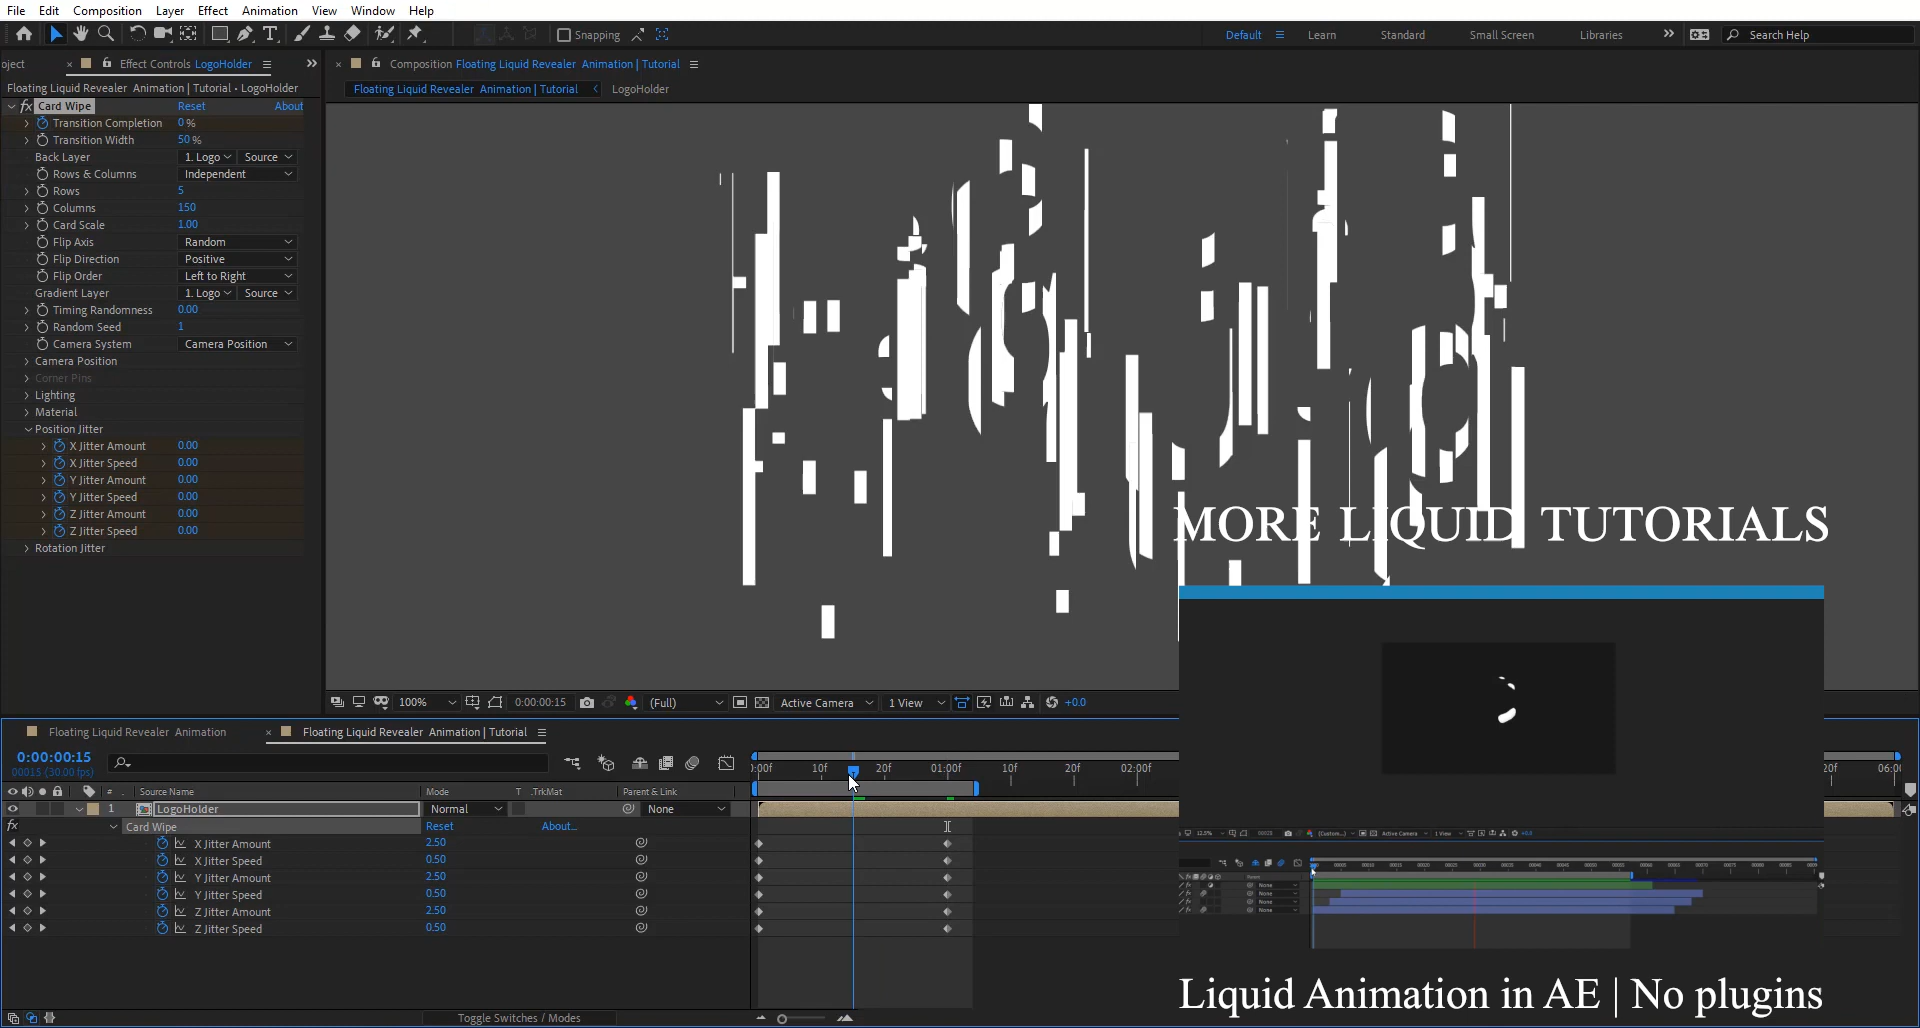 File Edit Composition Layer Effect Animation View Window Help
Snapping
Default Learn Standard Small Screen Libraries Search Help
oject Effect Controls LogoHolder
Floating Liquid Revealer Animation | Tutorial • LogoHolder
fx Card Wipe Reset About
Transition Completion 0 %
Transition Width 50 %
Back Layer 1. Logo Source
Rows & Columns Independent
Rows 5
Columns 150
Card Scale 1.00
Flip Axis Random
Flip Direction Positive
Flip Order Left to Right
Gradient Layer 1. Logo Source
Timing Randomness 0.00
Random Seed 1
Camera System Camera Position
Camera Position
Corner Pins
Lighting
Material
Position Jitter
X Jitter Amount 0.00
X Jitter Speed 0.00
Y Jitter Amount 0.00
Y Jitter Speed 0.00
Z Jitter Amount 0.00
Z Jitter Speed 0.00
Rotation Jitter
Composition Floating Liquid Revealer Animation | Tutorial
Floating Liquid Revealer Animation | Tutorial LogoHolder
MORE LIQUID TUTORIALS
100% 0:00:00:15 (Full) Active Camera 1 View +0.0
Floating Liquid Revealer Animation Floating Liquid Revealer Animation | Tutorial
0:00:00:15
00015 (30.00 fps)
:00f 10f 20f 01:00f 10f 20f 02:00f 20f 06:00
# Source Name Mode T .TrkMat Parent & Link
1 LogoHolder Normal None
fx Card Wipe Reset About...
X Jitter Amount 2.50
X Jitter Speed 0.50
Y Jitter Amount 2.50
Y Jitter Speed 0.50
Z Jitter Amount 2.50
Z Jitter Speed 0.50
Toggle Switches / Modes
Liquid Animation in AE | No plugins